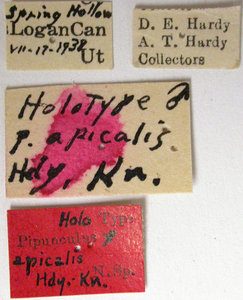 Spring Hollow
LoganCan
VII-17-1938 Ut
D. E. Hardy
A. T. Hardy
Collectors
HoloType ♂
P. apicalis
Hdy. Kn.
Holo Type
Pipunculus ♂
apicalis
N. Sp.
Hdy. Kn.